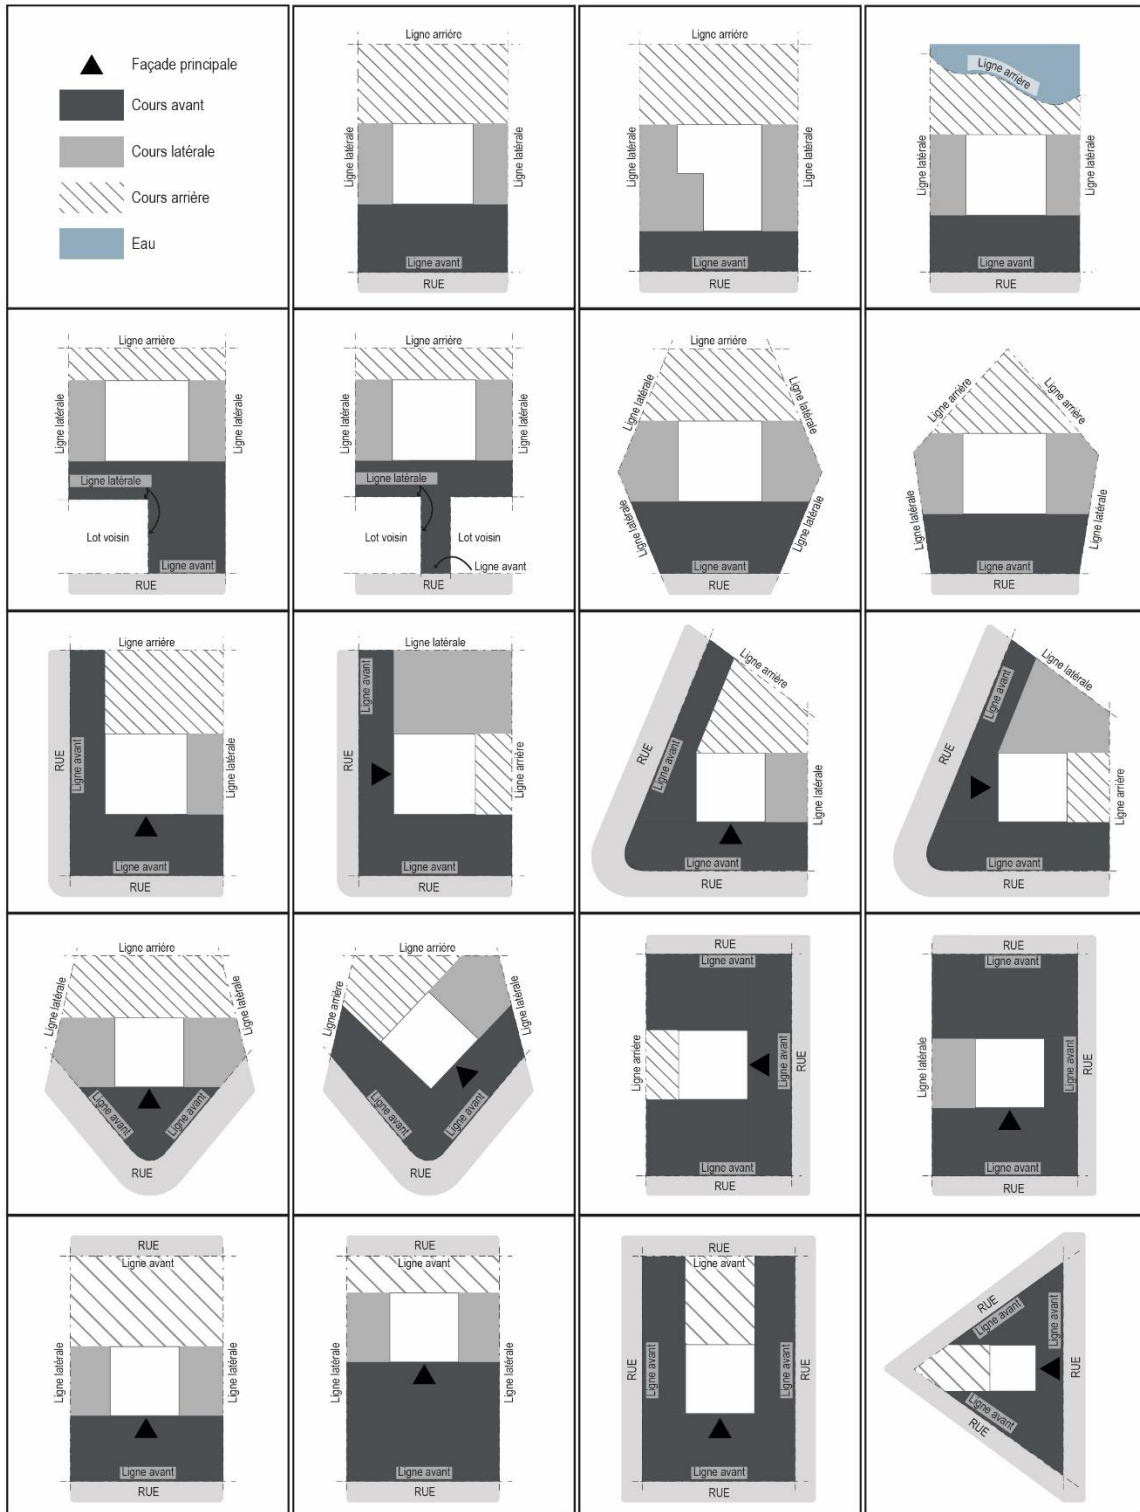 Façade principale
Cours avant
Cours latérale
Cours arrière
Eau
Ligne arrière
Ligne latérale
Ligne latérale
Ligne avant
RUE
Ligne arrière
Ligne latérale
Ligne latérale
Ligne avant
RUE
Ligne arrière
Ligne latérale
Ligne latérale
Ligne avant
RUE
Ligne arrière
Ligne latérale
Ligne latérale
Ligne latérale
Lot voisin
Ligne avant
RUE
Ligne arrière
Ligne latérale
Ligne latérale
Ligne latérale
Lot voisin
Lot voisin
Ligne avant
RUE
Ligne arrière
Ligne latérale
Ligne latérale
Ligne latérale
Ligne latérale
Ligne avant
RUE
Ligne arrière
Ligne arrière
Ligne latérale
Ligne latérale
Ligne avant
RUE
Ligne arrière
RUE
Ligne avant
Ligne latérale
Ligne avant
RUE
Ligne latérale
Ligne avant
RUE
Ligne arrière
Ligne avant
RUE
Ligne arrière
RUE
Ligne avant
Ligne latérale
Ligne avant
RUE
Ligne latérale
Ligne avant
RUE
Ligne arrière
Ligne avant
RUE
Ligne arrière
Ligne latérale
Ligne latérale
Ligne avant
Ligne avant
RUE
Ligne arrière
Ligne arrière
Ligne latérale
Ligne avant
Ligne avant
RUE
RUE
Ligne avant
Ligne arrière
Ligne avant
RUE
Ligne avant
RUE
RUE
Ligne avant
Ligne latérale
Ligne avant
RUE
Ligne avant
RUE
RUE
Ligne avant
Ligne latérale
Ligne latérale
Ligne avant
RUE
RUE
Ligne avant
Ligne latérale
Ligne latérale
Ligne avant
RUE
RUE
Ligne avant
RUE
Ligne avant
Ligne avant
RUE
Ligne avant
RUE
RUE
Ligne avant
Ligne avant
RUE
Ligne avant
RUE